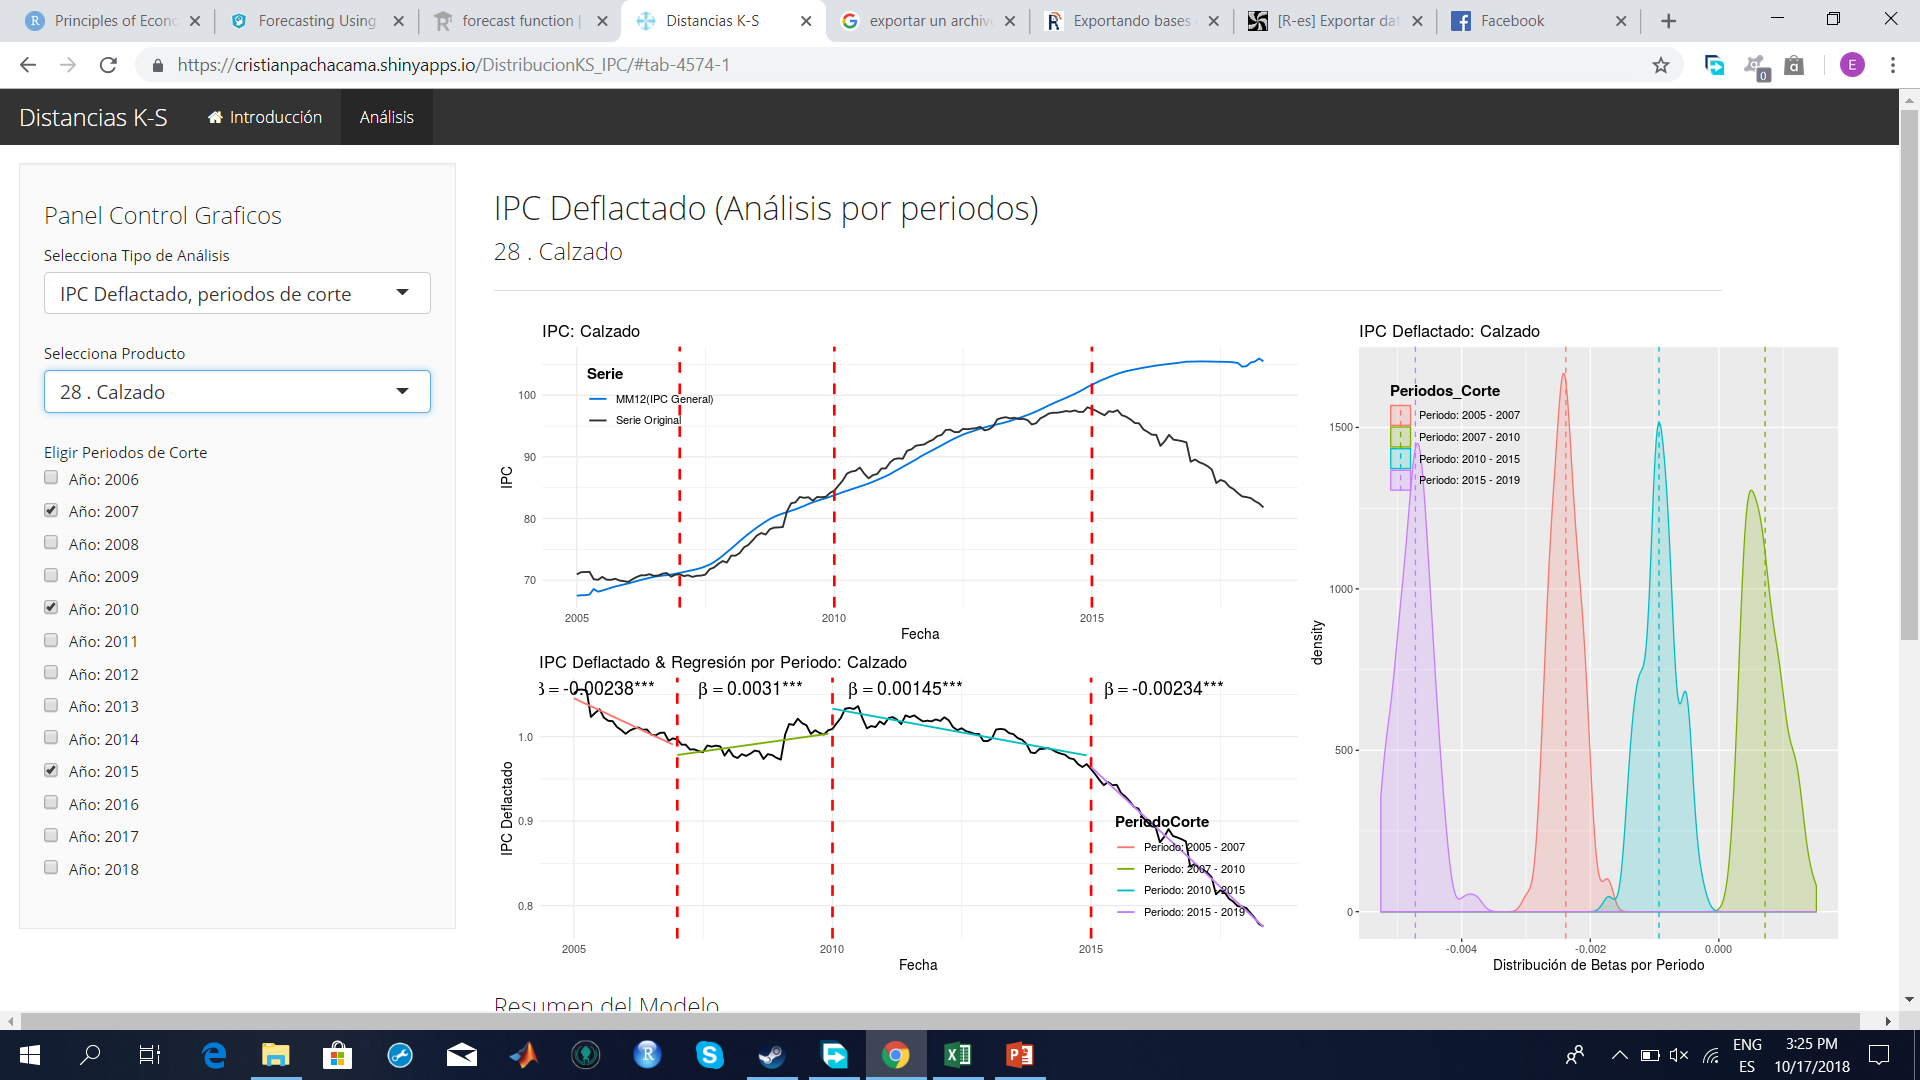 Principles of Econo
Forecasting Using
forecast function |
Distancias K-S
exportar un archivo
Exportando bases
[R-es] Exportar dat
Facebook
https://cristianpachacama.shinyapps.io/DistribucionKS_IPC/#tab-4574-1
0
E
Distancias K-S
Introducción
Análisis
Panel Control Graficos
Selecciona Tipo de Análisis
IPC Deflactado, periodos de corte
Selecciona Producto
28 . Calzado
Eligir Periodos de Corte
Año: 2006
Año: 2007
Año: 2008
Año: 2009
Año: 2010
Año: 2011
Año: 2012
Año: 2013
Año: 2014
Año: 2015
Año: 2016
Año: 2017
Año: 2018
IPC Deflactado (Análisis por periodos)
28 . Calzado
IPC: Calzado
Serie
MM12(IPC General)
Serie Original
100
90
80
70
IPC
2005
2010
2015
Fecha
IPC Deflactado & Regresión por Periodo: Calzado
β = -0.00238***
β = 0.0031***
β = 0.00145***
β = -0.00234***
1.0
0.9
0.8
IPC Deflactado
PeriodoCorte
Periodo: 2005 - 2007
Periodo: 2007 - 2010
Periodo: 2010 - 2015
Periodo: 2015 - 2019
2005
2010
2015
Fecha
IPC Deflactado: Calzado
Periodos_Corte
Periodo: 2005 - 2007
Periodo: 2007 - 2010
Periodo: 2010 - 2015
Periodo: 2015 - 2019
1500
1000
500
0
density
-0.004
-0.002
0.000
Distribución de Betas por Periodo
Resumen del Modelo
ENG
ES
3:25 PM
10/17/2018